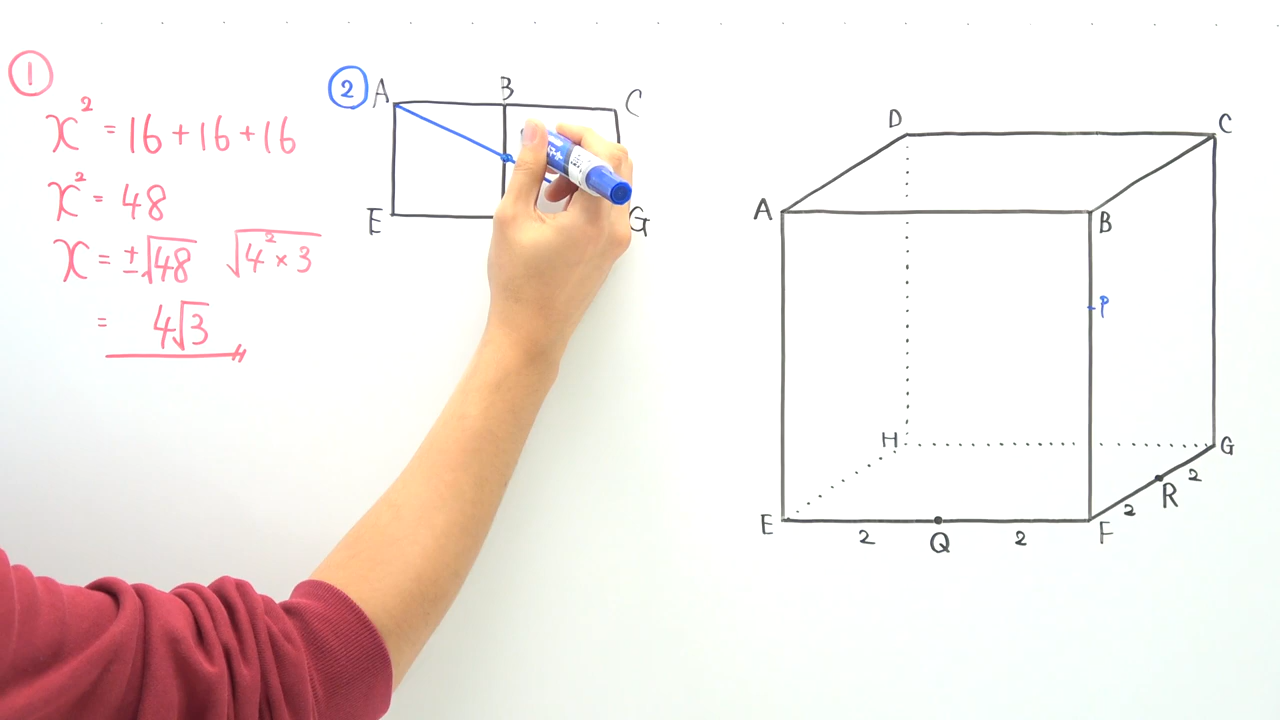 ①
x² = 16 + 16 + 16
x² = 48
x = ±√48 √4² × 3
= 4√3
②
A B C
E G
D C
A B
P
H G
2
R
2
E Q F
2 2